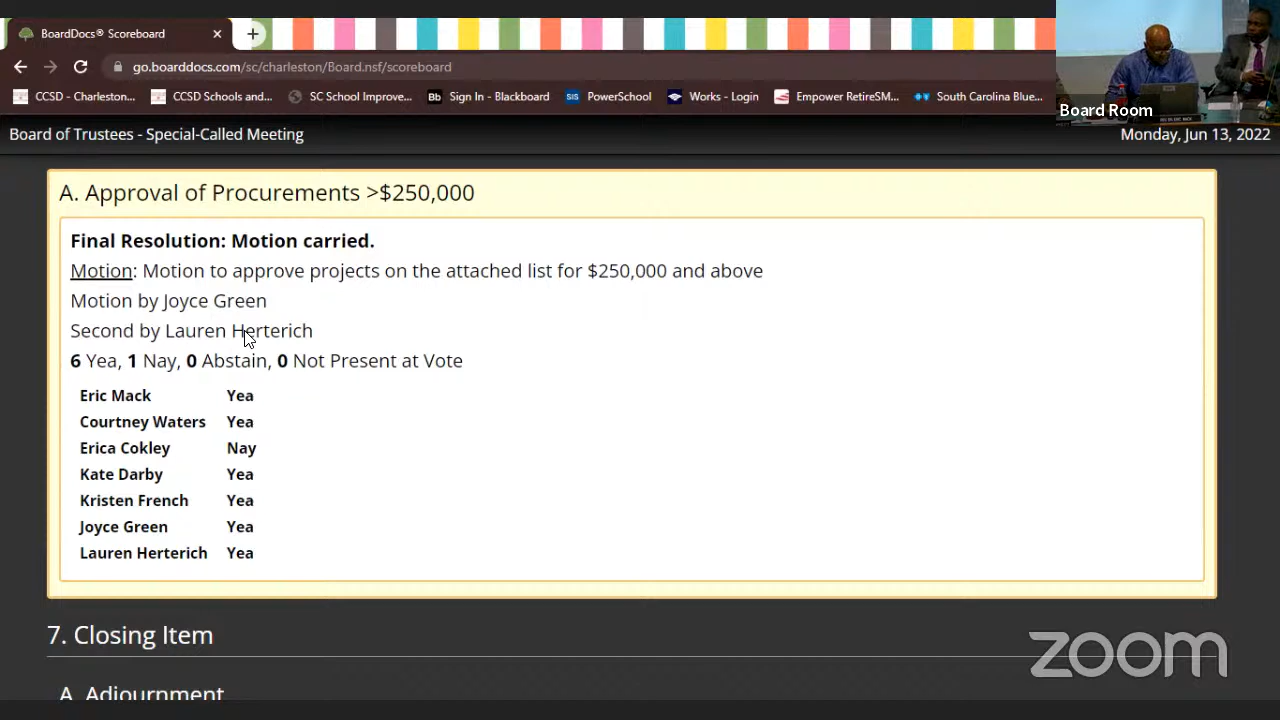 BoardDocs® Scoreboard
go.boarddocs.com/sc/charleston/Board.nsf/scoreboard
CCSD - Charleston... CCSD Schools and... SC School Improve... Bb Sign In - Blackboard SIS PowerSchool Works - Login Empower RetireSM... South Carolina Blue...
Board Room
Board of Trustees - Special-Called Meeting Monday, Jun 13, 2022
A. Approval of Procurements >$250,000
Final Resolution: Motion carried.
Motion: Motion to approve projects on the attached list for $250,000 and above
Motion by Joyce Green
Second by Lauren Herterich
6 Yea, 1 Nay, 0 Abstain, 0 Not Present at Vote
Eric Mack Yea
Courtney Waters Yea
Erica Cokley Nay
Kate Darby Yea
Kristen French Yea
Joyce Green Yea
Lauren Herterich Yea
7. Closing Item
A. Adjournment
zoom